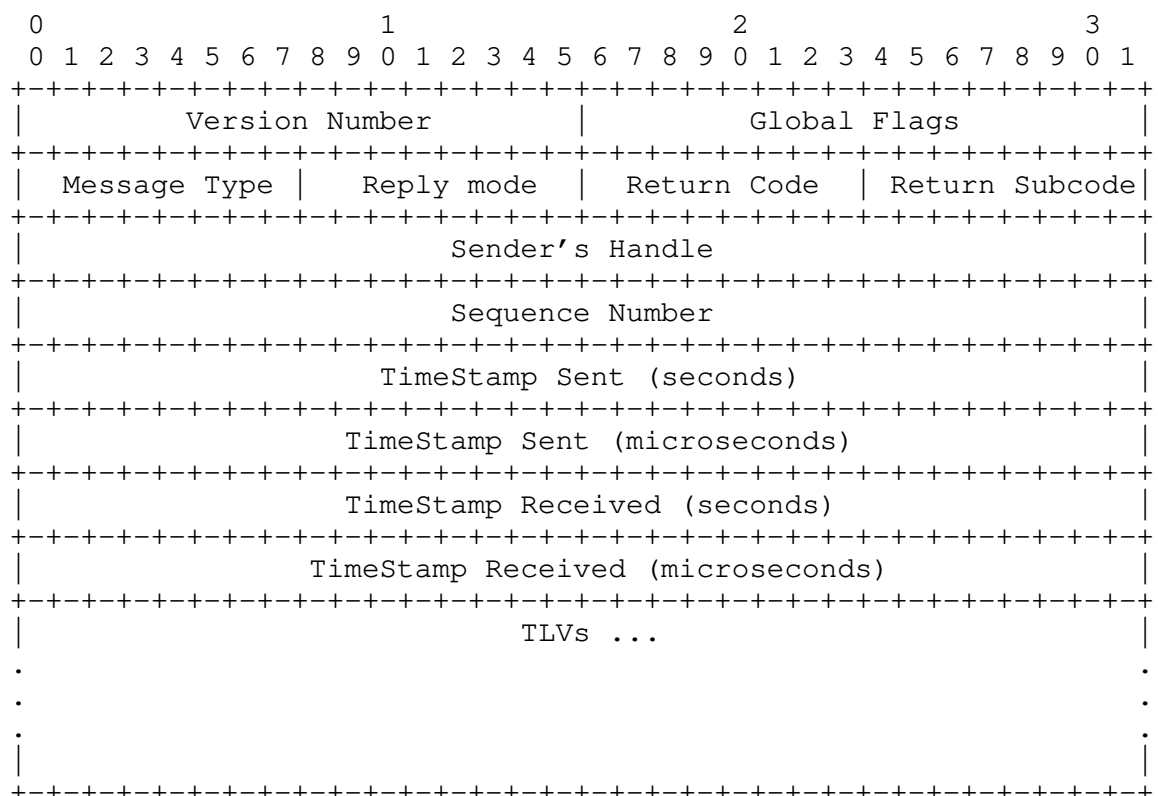 0                   1                   2                   3
 0 1 2 3 4 5 6 7 8 9 0 1 2 3 4 5 6 7 8 9 0 1 2 3 4 5 6 7 8 9 0 1
+-+-+-+-+-+-+-+-+-+-+-+-+-+-+-+-+-+-+-+-+-+-+-+-+-+-+-+-+-+-+-+-+
|         Version Number        |         Global Flags          |
+-+-+-+-+-+-+-+-+-+-+-+-+-+-+-+-+-+-+-+-+-+-+-+-+-+-+-+-+-+-+-+-+
|  Message Type |   Reply mode  |  Return Code  | Return Subcode|
+-+-+-+-+-+-+-+-+-+-+-+-+-+-+-+-+-+-+-+-+-+-+-+-+-+-+-+-+-+-+-+-+
|                        Sender’s Handle                        |
+-+-+-+-+-+-+-+-+-+-+-+-+-+-+-+-+-+-+-+-+-+-+-+-+-+-+-+-+-+-+-+-+
|                        Sequence Number                        |
+-+-+-+-+-+-+-+-+-+-+-+-+-+-+-+-+-+-+-+-+-+-+-+-+-+-+-+-+-+-+-+-+
|                    TimeStamp Sent (seconds)                   |
+-+-+-+-+-+-+-+-+-+-+-+-+-+-+-+-+-+-+-+-+-+-+-+-+-+-+-+-+-+-+-+-+
|                  TimeStamp Sent (microseconds)                |
+-+-+-+-+-+-+-+-+-+-+-+-+-+-+-+-+-+-+-+-+-+-+-+-+-+-+-+-+-+-+-+-+
|                  TimeStamp Received (seconds)                 |
+-+-+-+-+-+-+-+-+-+-+-+-+-+-+-+-+-+-+-+-+-+-+-+-+-+-+-+-+-+-+-+-+
|                TimeStamp Received (microseconds)              |
+-+-+-+-+-+-+-+-+-+-+-+-+-+-+-+-+-+-+-+-+-+-+-+-+-+-+-+-+-+-+-+-+
|                            TLVs ...                           |
.                                                               .
.                                                               .
.                                                               .
|                                                               |
+-+-+-+-+-+-+-+-+-+-+-+-+-+-+-+-+-+-+-+-+-+-+-+-+-+-+-+-+-+-+-+-+